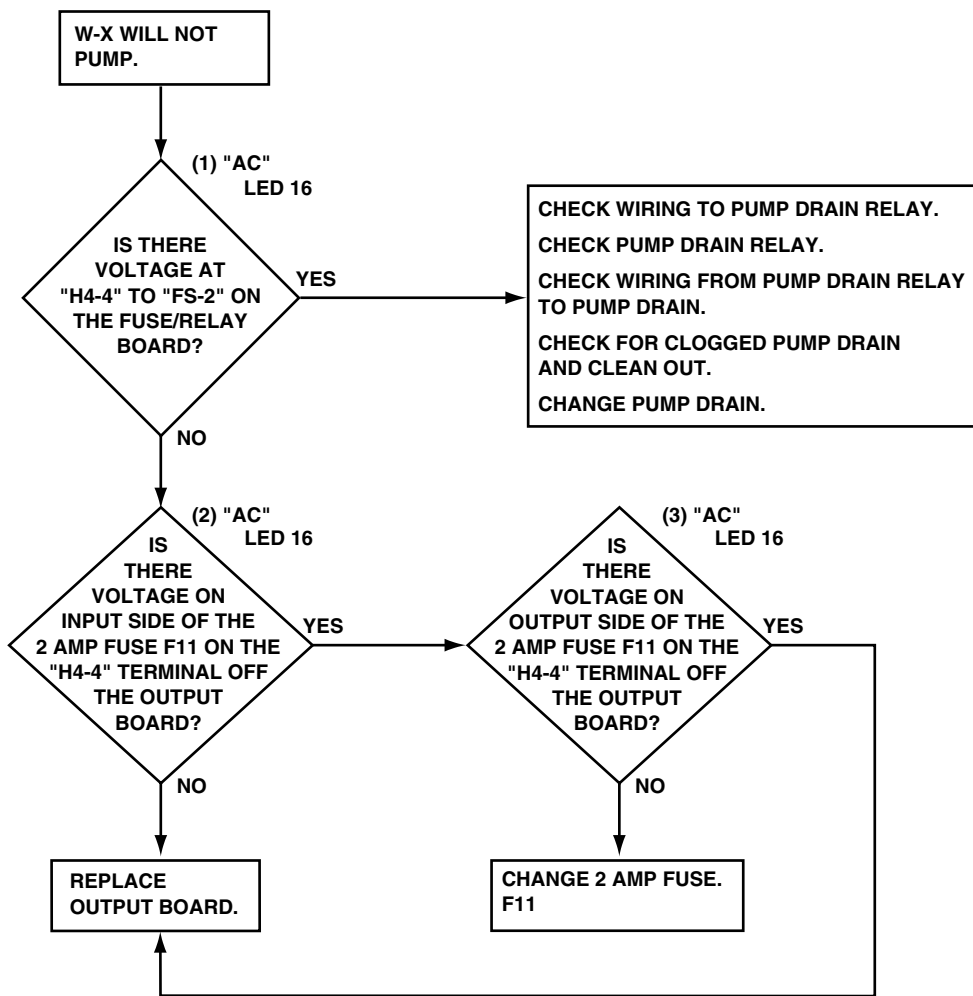 W-X WILL NOT
PUMP.
(1) "AC"
LED 16
IS THERE
VOLTAGE AT
"H4-4" TO "FS-2" ON
THE FUSE/RELAY
BOARD?
YES
CHECK WIRING TO PUMP DRAIN RELAY.
CHECK PUMP DRAIN RELAY.
CHECK WIRING FROM PUMP DRAIN RELAY
TO PUMP DRAIN.
CHECK FOR CLOGGED PUMP DRAIN
AND CLEAN OUT.
CHANGE PUMP DRAIN.
NO
(2) "AC"
LED 16
IS
THERE
VOLTAGE ON
INPUT SIDE OF THE
2 AMP FUSE F11 ON THE
"H4-4" TERMINAL OFF
THE OUTPUT
BOARD?
YES
(3) "AC"
LED 16
IS
THERE
VOLTAGE ON
OUTPUT SIDE OF THE
2 AMP FUSE F11 ON THE
"H4-4" TERMINAL OFF
THE OUTPUT
BOARD?
YES
NO
NO
REPLACE
OUTPUT BOARD.
CHANGE 2 AMP FUSE.
F11